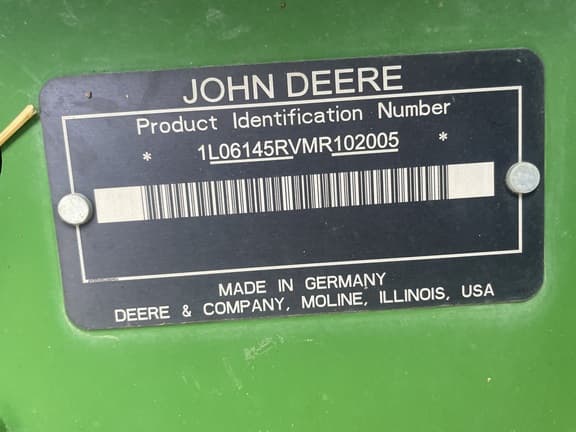 JOHN DEERE
Product Identification Number
* 1L06145RVMR102005 *
MADE IN GERMANY
DEERE & COMPANY, MOLINE, ILLINOIS, USA